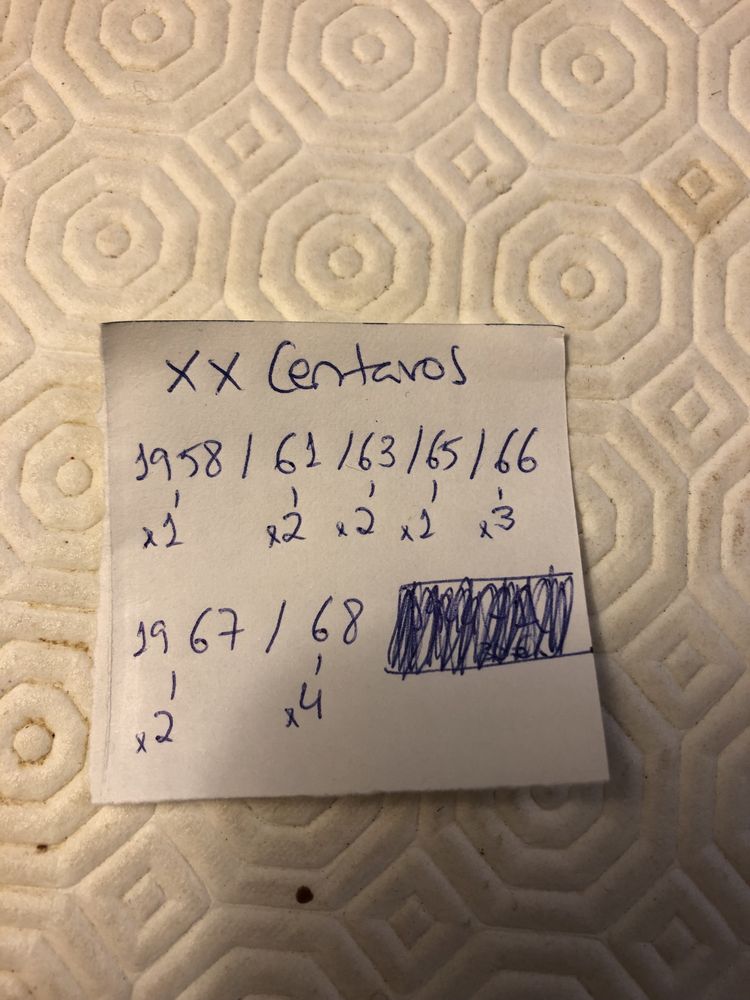 XX Centavos
1958 / 61 / 63 / 65 / 66
x1 x2 x2 x1 x3
1967 / 68
x2 x4